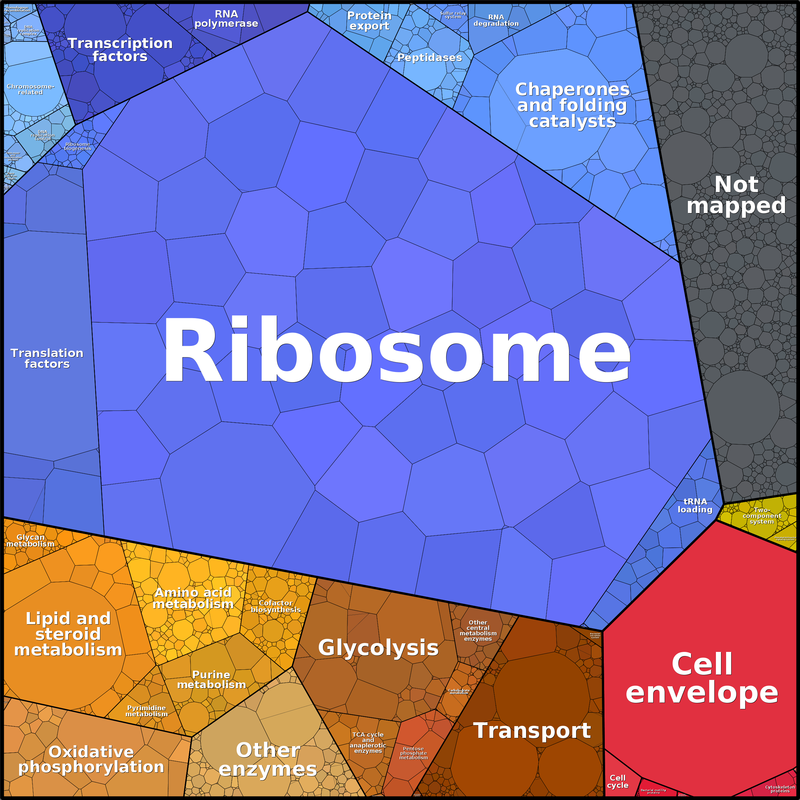 RNA
polymerase
Transcription
factors
Protein
export
RNA
degradation
Peptidases
Chaperones
and folding
catalysts
Chromosome-
related
Not
mapped
Ribosome
Translation
factors
tRNA
loading
Two-
component
system
Glycan
metabolism
Amino acid
metabolism
Cofactor
biosynthesis
Lipid and
steroid
metabolism
Glycolysis
Other
central
metabolism
enzymes
Purine
metabolism
Pyrimidine
metabolism
Cell
envelope
Transport
Oxidative
phosphorylation
Other
enzymes
TCA cycle
and
anaplerotic
enzymes
Pentose
phosphate
metabolism
Cell
cycle
Cytoskeletal
proteins